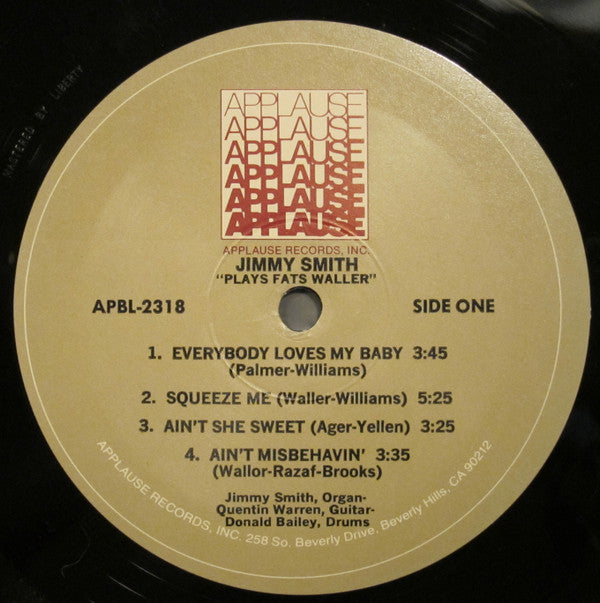 MASTERED BY LIBERTY
APPLAUSE
APPLAUSE
APPLAUSE
APPLAUSE
APPLAUSE
APPLAUSE
APPLAUSE RECORDS, INC.
JIMMY SMITH
"PLAYS FATS WALLER"
APBL-2318
SIDE ONE
1. EVERYBODY LOVES MY BABY 3:45
(Palmer-Williams)
2. SQUEEZE ME (Waller-Williams) 5:25
3. AIN'T SHE SWEET (Ager-Yellen) 3:25
4. AIN'T MISBEHAVIN' 3:35
(Wallor-Razaf-Brooks)
Jimmy Smith, Organ-
Quentin Warren, Guitar-
Donald Bailey, Drums
APPLAUSE RECORDS, INC. 258 So. Beverly Drive, Beverly Hills, CA 90212